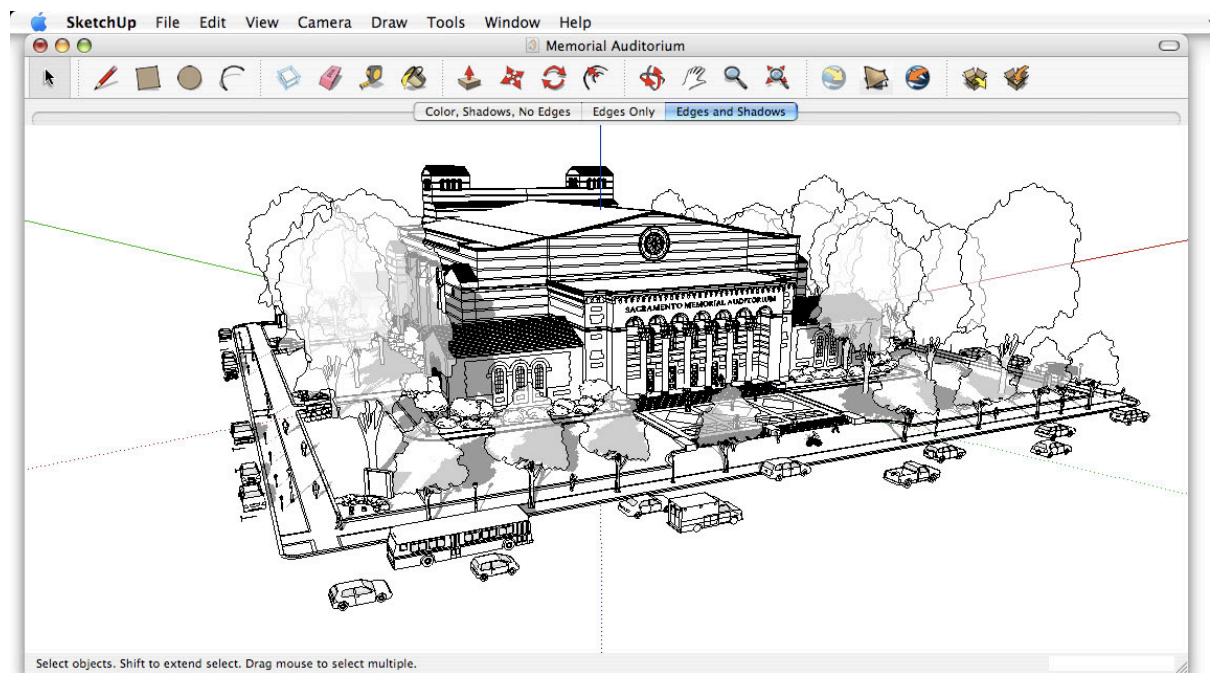 SketchUp File Edit View Camera Draw Tools Window Help
Memorial Auditorium
Color, Shadows, No Edges Edges Only Edges and Shadows
SACRAMENTO MEMORIAL AUDITORIUM
Select objects. Shift to extend select. Drag mouse to select multiple.